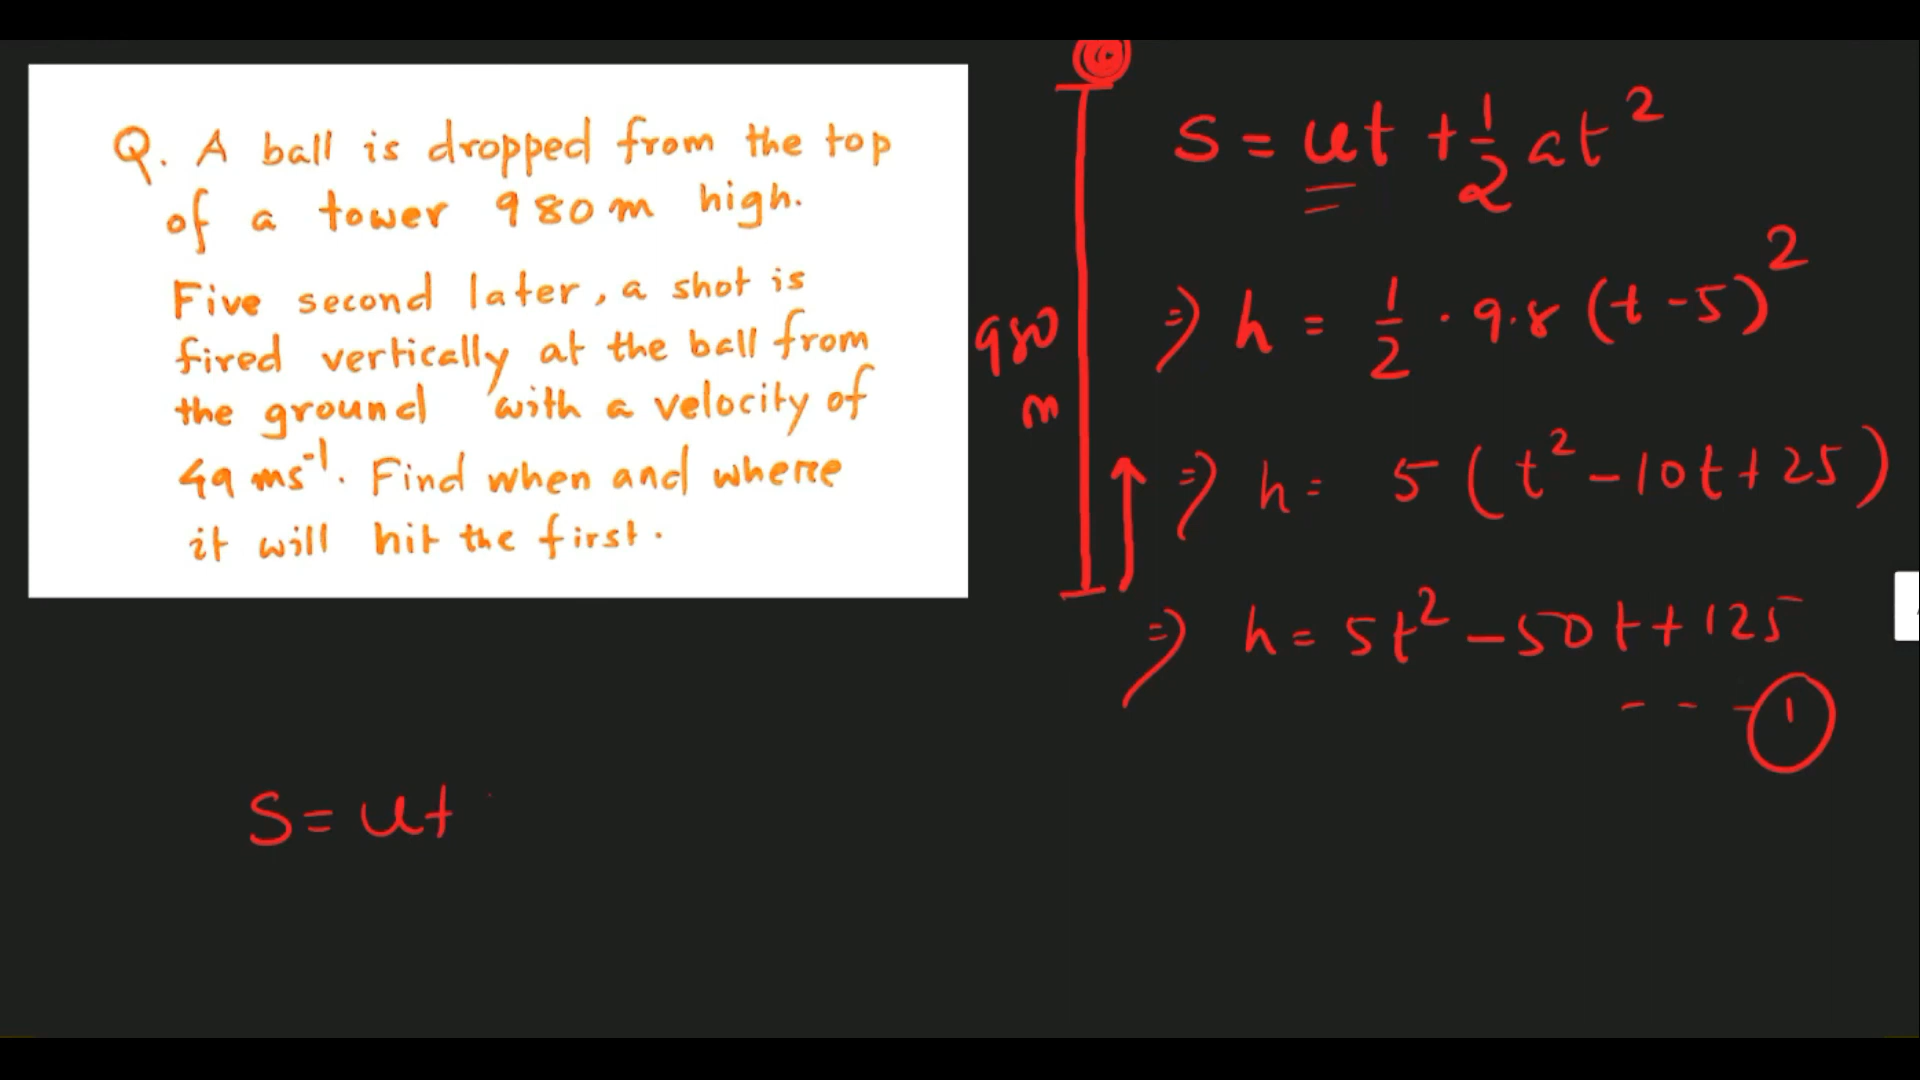 Q. A ball is dropped from the top
of a tower 980 m high.
Five second later, a shot is
fired vertically at the ball from
the ground with a velocity of
49 ms⁻¹. Find when and where
it will hit the first.
980
m
S = ut + 1/2 at²
⇒ h = 1/2 · 9.8 (t - 5)²
⇒ h = 5 (t² - 10t + 25)
⇒ h = 5t² - 50t + 125
- - - 1
S = ut